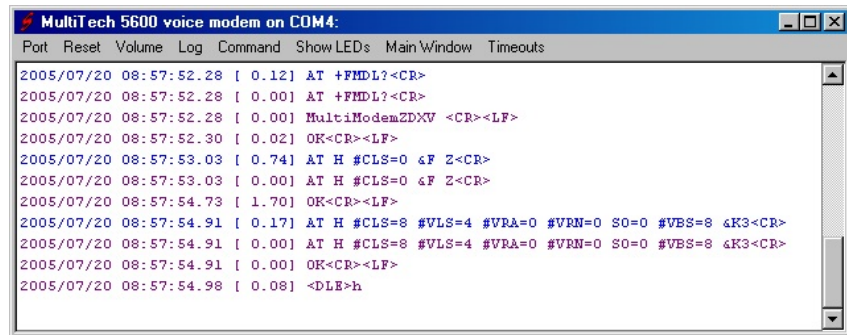 MultiTech 5600 voice modem on COM4:
Port Reset Volume Log Command Show LEDs Main Window Timeouts
2005/07/20 08:57:52.28 [ 0.12] AT +FMDL?<CR>
2005/07/20 08:57:52.28 [ 0.00] AT +FMDL?<CR>
2005/07/20 08:57:52.28 [ 0.00] MultiModemZDXV <CR><LF>
2005/07/20 08:57:52.30 [ 0.02] OK<CR><LF>
2005/07/20 08:57:53.03 [ 0.74] AT H #CLS=0 &F Z<CR>
2005/07/20 08:57:53.03 [ 0.00] AT H #CLS=0 &F Z<CR>
2005/07/20 08:57:54.73 [ 1.70] OK<CR><LF>
2005/07/20 08:57:54.91 [ 0.17] AT H #CLS=8 #VLS=4 #VRA=0 #VRN=0 S0=0 #VBS=8 &K3<CR>
2005/07/20 08:57:54.91 [ 0.00] AT H #CLS=8 #VLS=4 #VRA=0 #VRN=0 S0=0 #VBS=8 &K3<CR>
2005/07/20 08:57:54.91 [ 0.00] OK<CR><LF>
2005/07/20 08:57:54.98 [ 0.08] <DLE>h